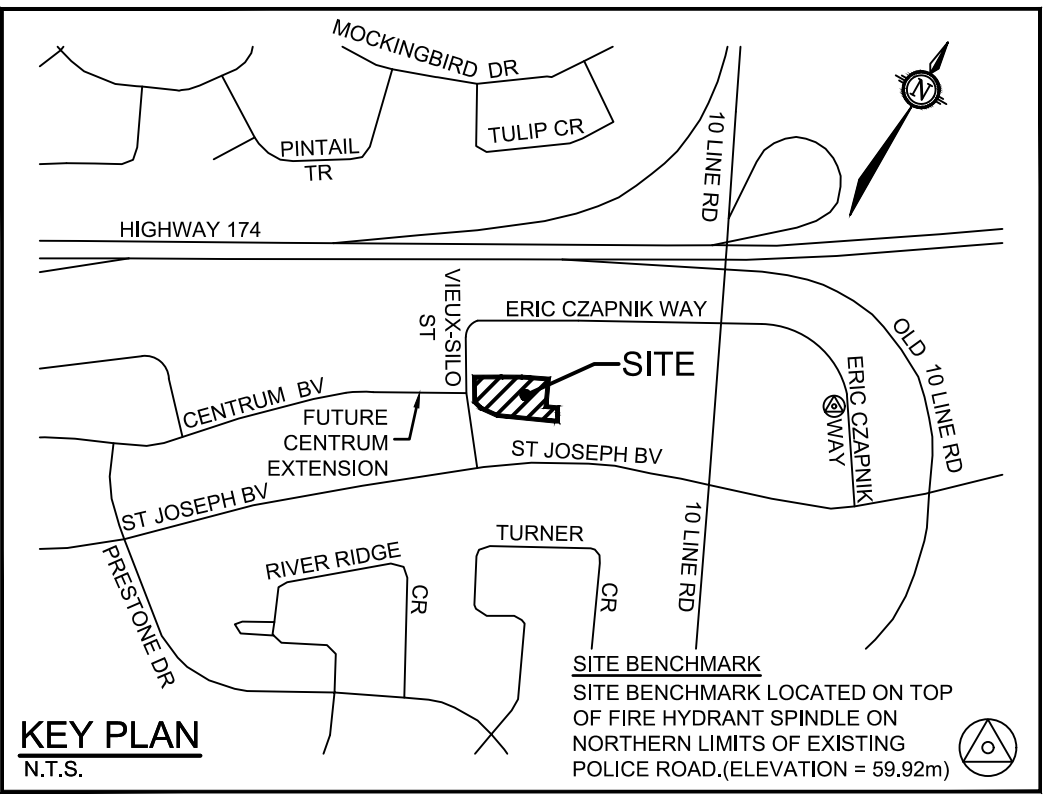 MOCKINGBIRD DR
TULIP CR
PINTAIL
TR
10 LINE RD
N
HIGHWAY 174
VIEUX-SILO
ST
ERIC CZAPNIK WAY
OLD 10 LINE RD
SITE
ERIC CZAPNIK
WAY
CENTRUM BV
FUTURE
CENTRUM
EXTENSION
ST JOSEPH BV
ST JOSEPH BV
10 LINE RD
PRESTONE DR
RIVER RIDGE
CR
TURNER
CR
SITE BENCHMARK
SITE BENCHMARK LOCATED ON TOP
OF FIRE HYDRANT SPINDLE ON
NORTHERN LIMITS OF EXISTING
POLICE ROAD.(ELEVATION = 59.92m)
KEY PLAN
N.T.S.